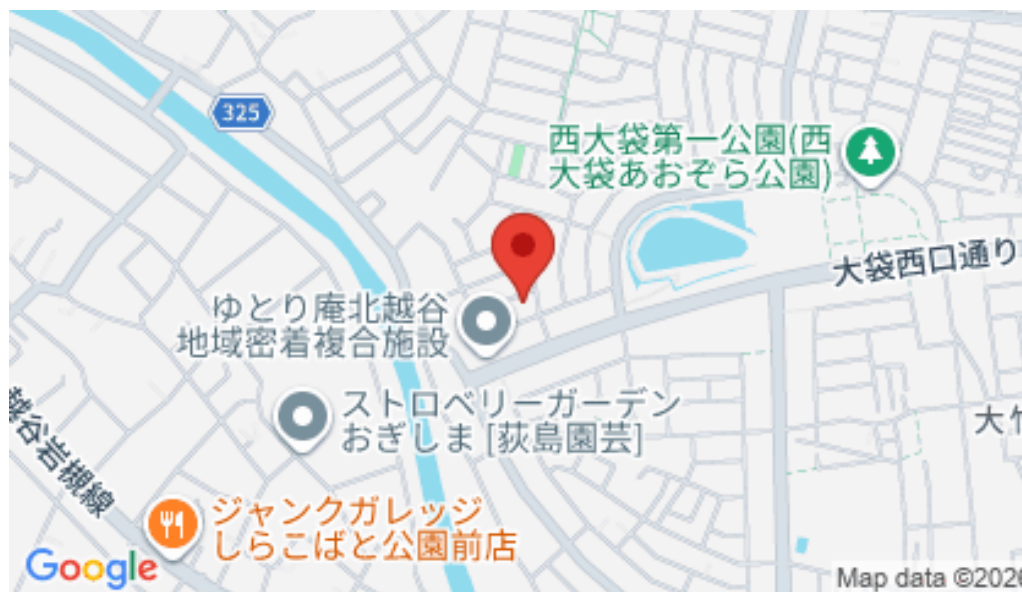 325
西大袋第一公園(西
大袋あおぞら公園)
大袋西口通り
ゆとり庵北越谷
地域密着複合施設
ストロベリーガーデン
おぎしま [荻島園芸]
大竹
越谷岩槻線
ジャンクガレッジ
しらこばと公園前店
Google
Map data ©2026